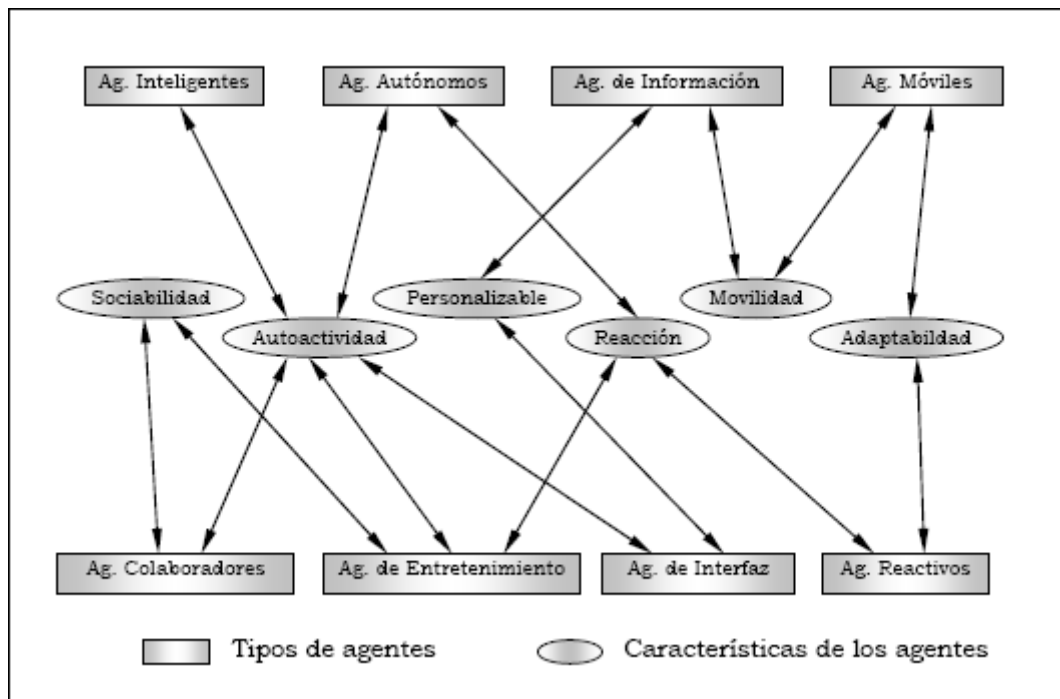 Ag. Inteligentes
Ag. Autónomos
Ag. de Información
Ag. Móviles
Sociabilidad
Personalizable
Movilidad
Autoactividad
Reacción
Adaptabildad
Ag. Colaboradores
Ag. de Entretenimiento
Ag. de Interfaz
Ag. Reactivos
Tipos de agentes
Características de los agentes